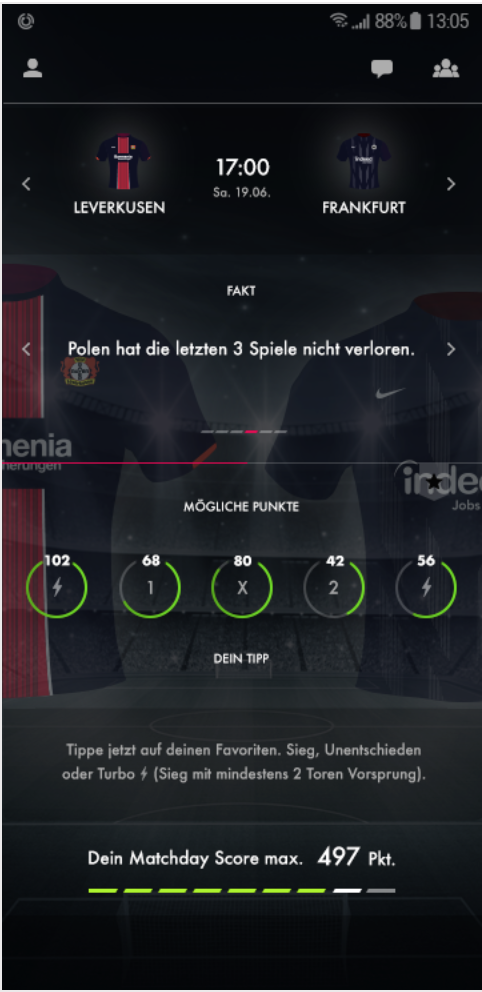 88% 13:05
17:00
Sa. 19.06.
LEVERKUSEN
FRANKFURT
FAKT
Polen hat die letzten 3 Spiele nicht verloren.
menia
herungen
indeed
Jobs
MÖGLICHE PUNKTE
102 68 80 42 56
1 X 2
DEIN TIPP
Tippe jetzt auf deinen Favoriten. Sieg, Unentschieden
oder Turbo ⚡ (Sieg mit mindestens 2 Toren Vorsprung).
Dein Matchday Score max. 497 Pkt.